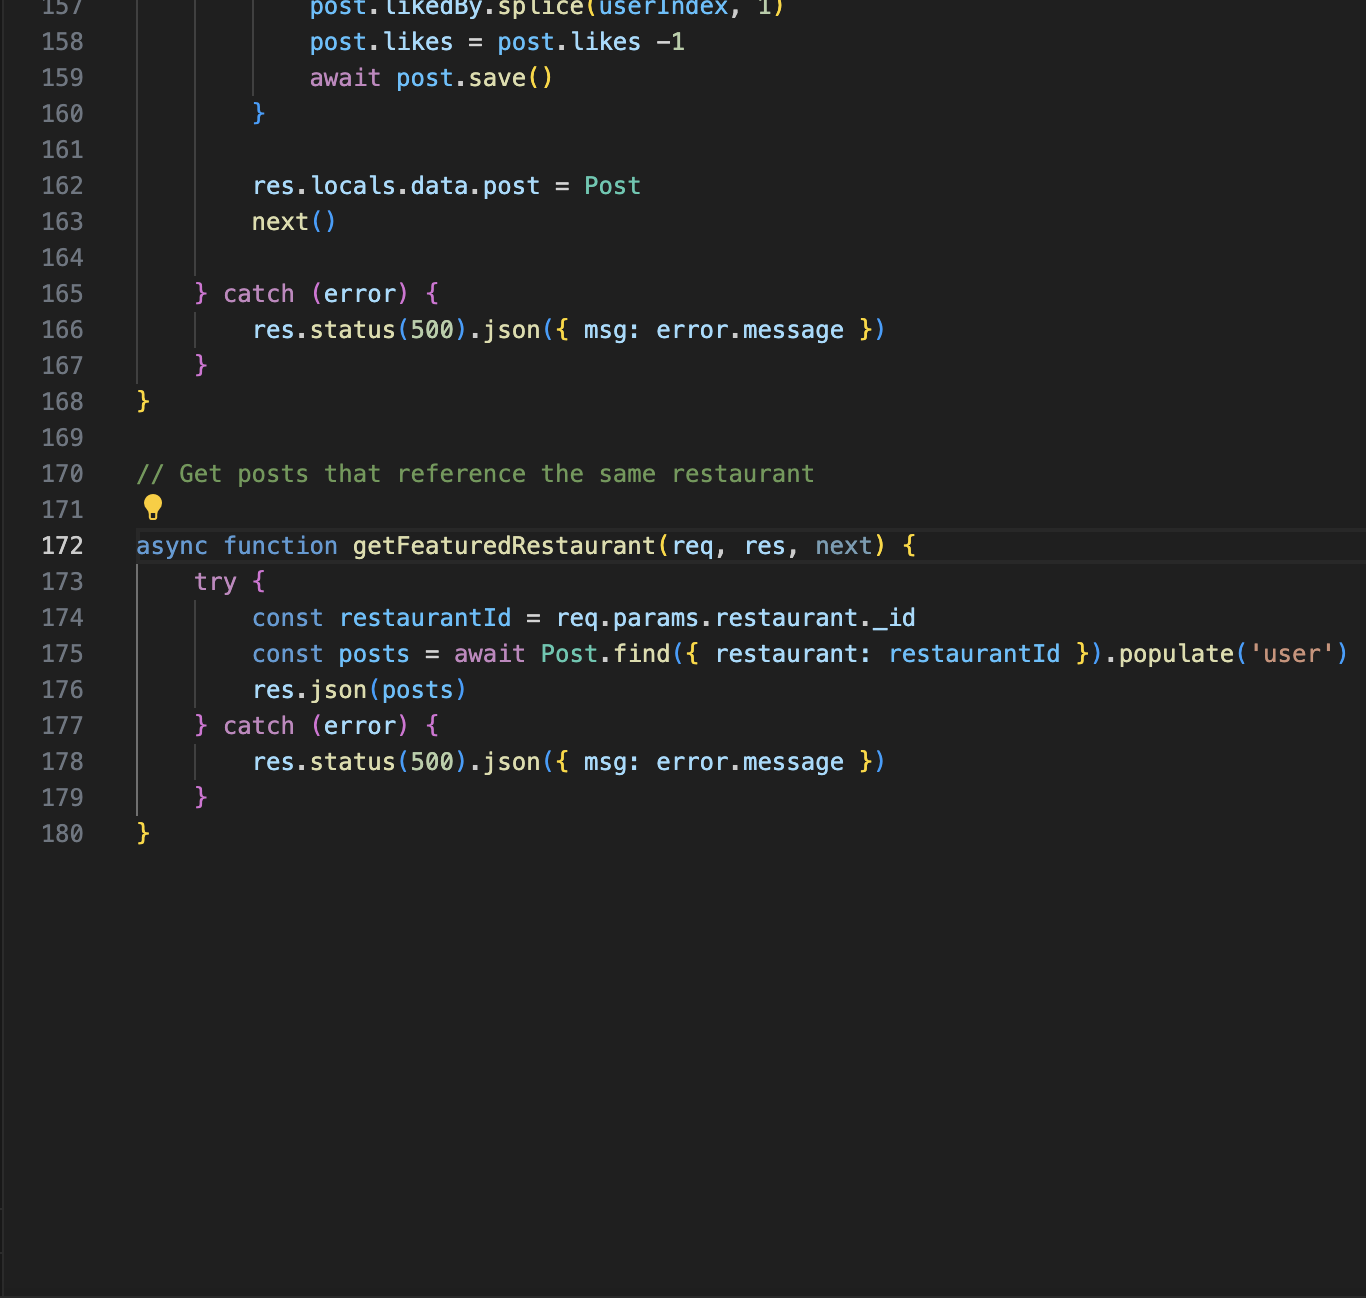 157 post.likedBy.splice(userIndex, 1)
158 post.likes = post.likes -1
159 await post.save()
160 }
161
162 res.locals.data.post = Post
163 next()
164
165 } catch (error) {
166 res.status(500).json({ msg: error.message })
167 }
168 }
169
170 // Get posts that reference the same restaurant
171
172 async function getFeaturedRestaurant(req, res, next) {
173 try {
174 const restaurantId = req.params.restaurant._id
175 const posts = await Post.find({ restaurant: restaurantId }).populate('user')
176 res.json(posts)
177 } catch (error) {
178 res.status(500).json({ msg: error.message })
179 }
180 }